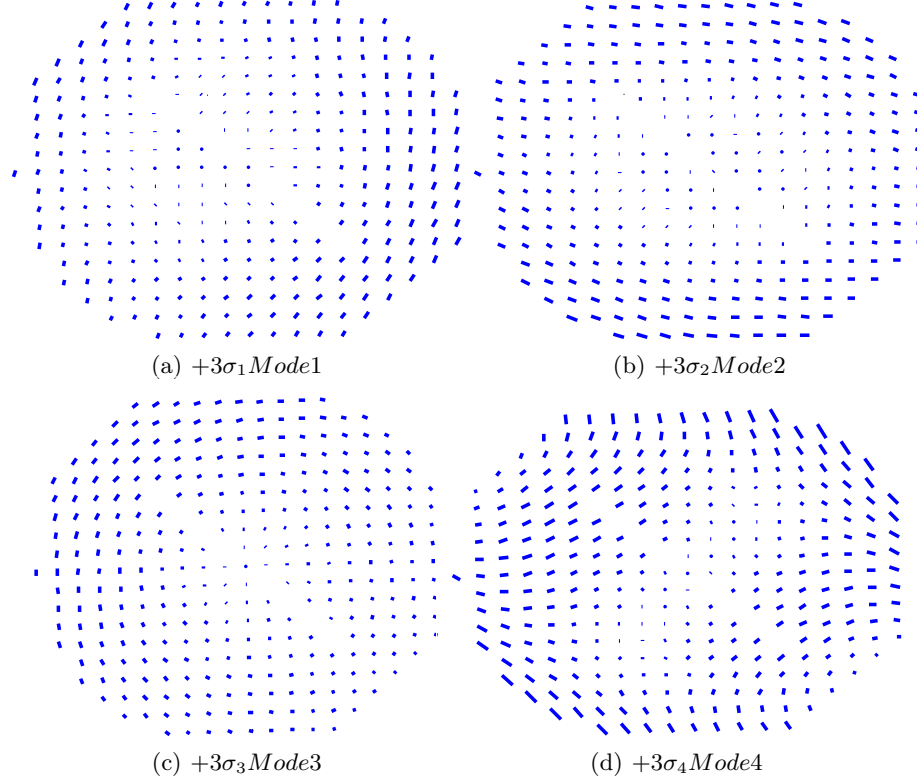 (a) +3σ₁Mode1
(b) +3σ₂Mode2
(c) +3σ₃Mode3
(d) +3σ₄Mode4